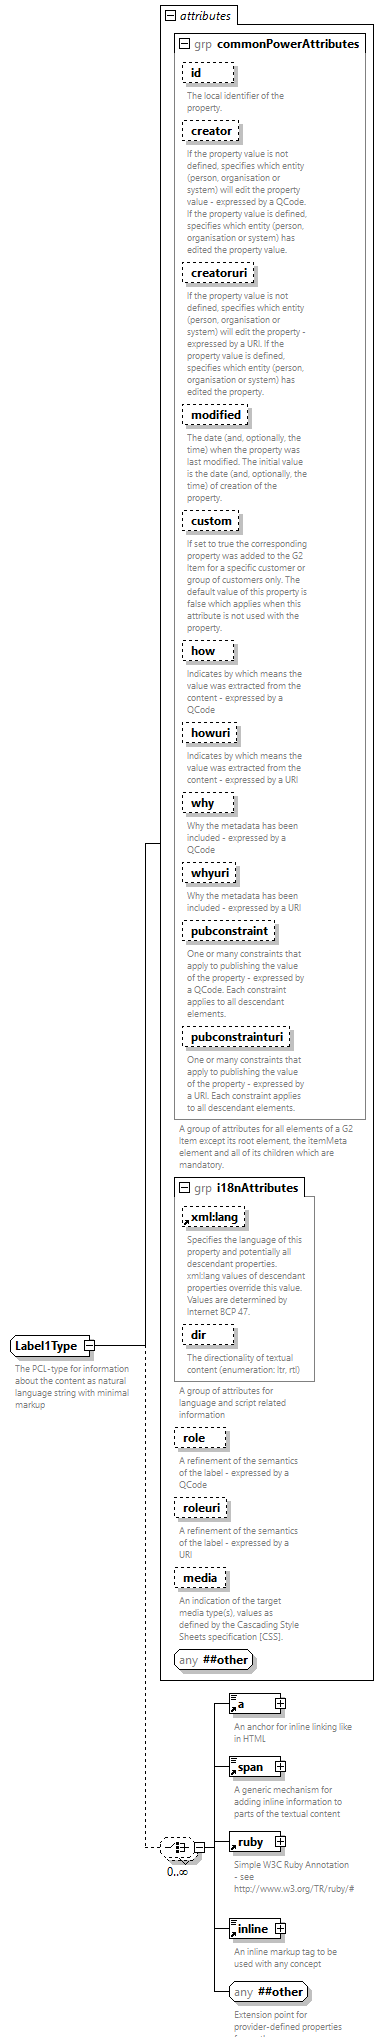 attributes
grp commonPowerAttributes
id
The local identifier of the
property.
creator
If the property value is not
defined, specifies which entity
(person, organisation or
system) will edit the property
value - expressed by a QCode.
If the property value is defined,
specifies which entity (person,
organisation or system) has
edited the property value.
creatoruri
If the property value is not
defined, specifies which entity
(person, organisation or
system) will edit the property -
expressed by a URI. If the
property value is defined,
specifies which entity (person,
organisation or system) has
edited the property.
modified
The date (and, optionally, the
time) when the property was
last modified. The initial value
is the date (and, optionally, the
time) of creation of the
property.
custom
If set to true the corresponding
property was added to the G2
Item for a specific customer or
group of customers only. The
default value of this property is
false which applies when this
attribute is not used with the
property.
how
Indicates by which means the
value was extracted from the
content - expressed by a
QCode
howuri
Indicates by which means the
value was extracted from the
content - expressed by a URI
why
Why the metadata has been
included - expressed by a
QCode
whyuri
Why the metadata has been
included - expressed by a URI
pubconstraint
One or many constraints that
apply to publishing the value
of the property - expressed by
a QCode. Each constraint
applies to all descendant
elements.
pubconstrainturi
One or many constraints that
apply to publishing the value
of the property - expressed by
a URI. Each constraint applies
to all descendant elements.
A group of attributes for all elements of a G2
Item except its root element, the itemMeta
element and all of its children which are
mandatory.
grp i18nAttributes
xml:lang
Specifies the language of this
property and potentially all
descendant properties.
xml:lang values of descendant
properties override this value.
Values are determined by
Internet BCP 47.
dir
The directionality of textual
content (enumeration: ltr, rtl)
A group of attributes for
language and script related
information
Label1Type
The PCL-type for information
about the content as natural
language string with minimal
markup
role
A refinement of the semantics
of the label - expressed by a
QCode
roleuri
A refinement of the semantics
of the label - expressed by a
URI
media
An indication of the target
media type(s), values as
defined by the Cascading Style
Sheets specification [CSS].
any ##other
a
An anchor for inline linking like
in HTML
span
A generic mechanism for
adding inline information to
parts of the textual content
0..∞
ruby
Simple W3C Ruby Annotation
- see
http://www.w3.org/TR/ruby/#
inline
An inline markup tag to be
used with any concept
any ##other
Extension point for
provider-defined properties